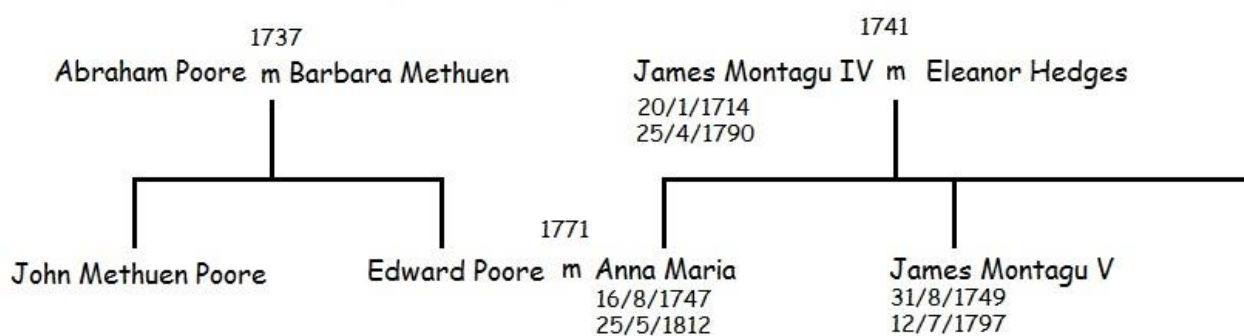 1737
Abraham Poore m Barbara Methuen
1741
James Montagu IV m Eleanor Hedges
20/1/1714
25/4/1790
John Methuen Poore
1771
Edward Poore m Anna Maria
16/8/1747
25/5/1812
James Montagu V
31/8/1749
12/7/1797